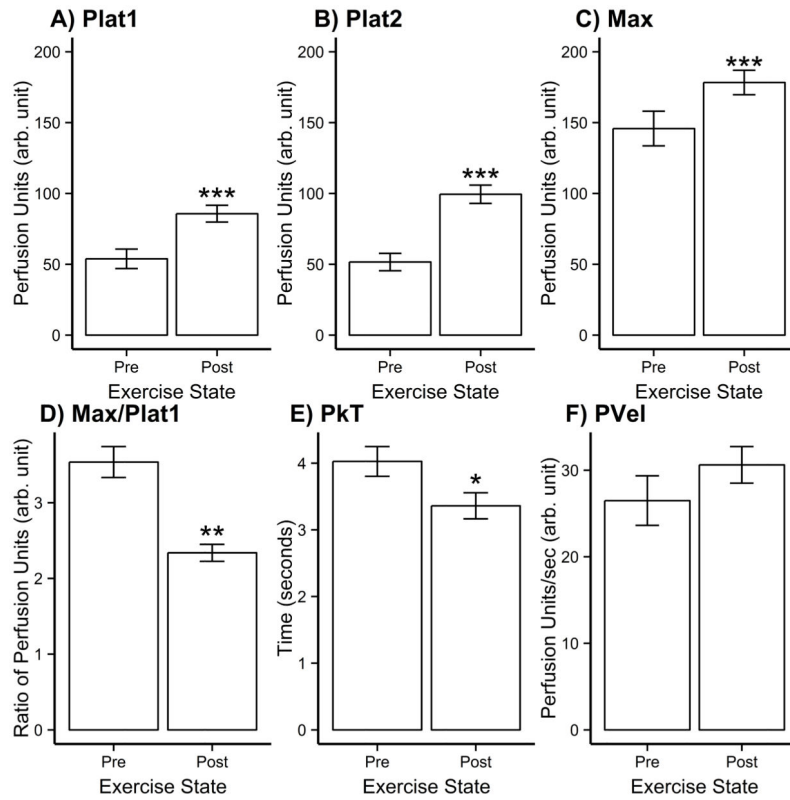 A) Plat1
Perfusion Units (arb. unit)
200
150
100
50
0
***
Pre Post
Exercise State
B) Plat2
Perfusion Units (arb. unit)
200
150
100
50
0
***
Pre Post
Exercise State
C) Max
Perfusion Units (arb. unit)
200
150
100
50
0
***
Pre Post
Exercise State
D) Max/Plat1
Ratio of Perfusion Units (arb. unit)
3
2
1
0
**
Pre Post
Exercise State
E) PkT
Time (seconds)
4
3
2
1
0
*
Pre Post
Exercise State
F) PVel
Perfusion Units/sec (arb. unit)
30
20
10
0
Pre Post
Exercise State